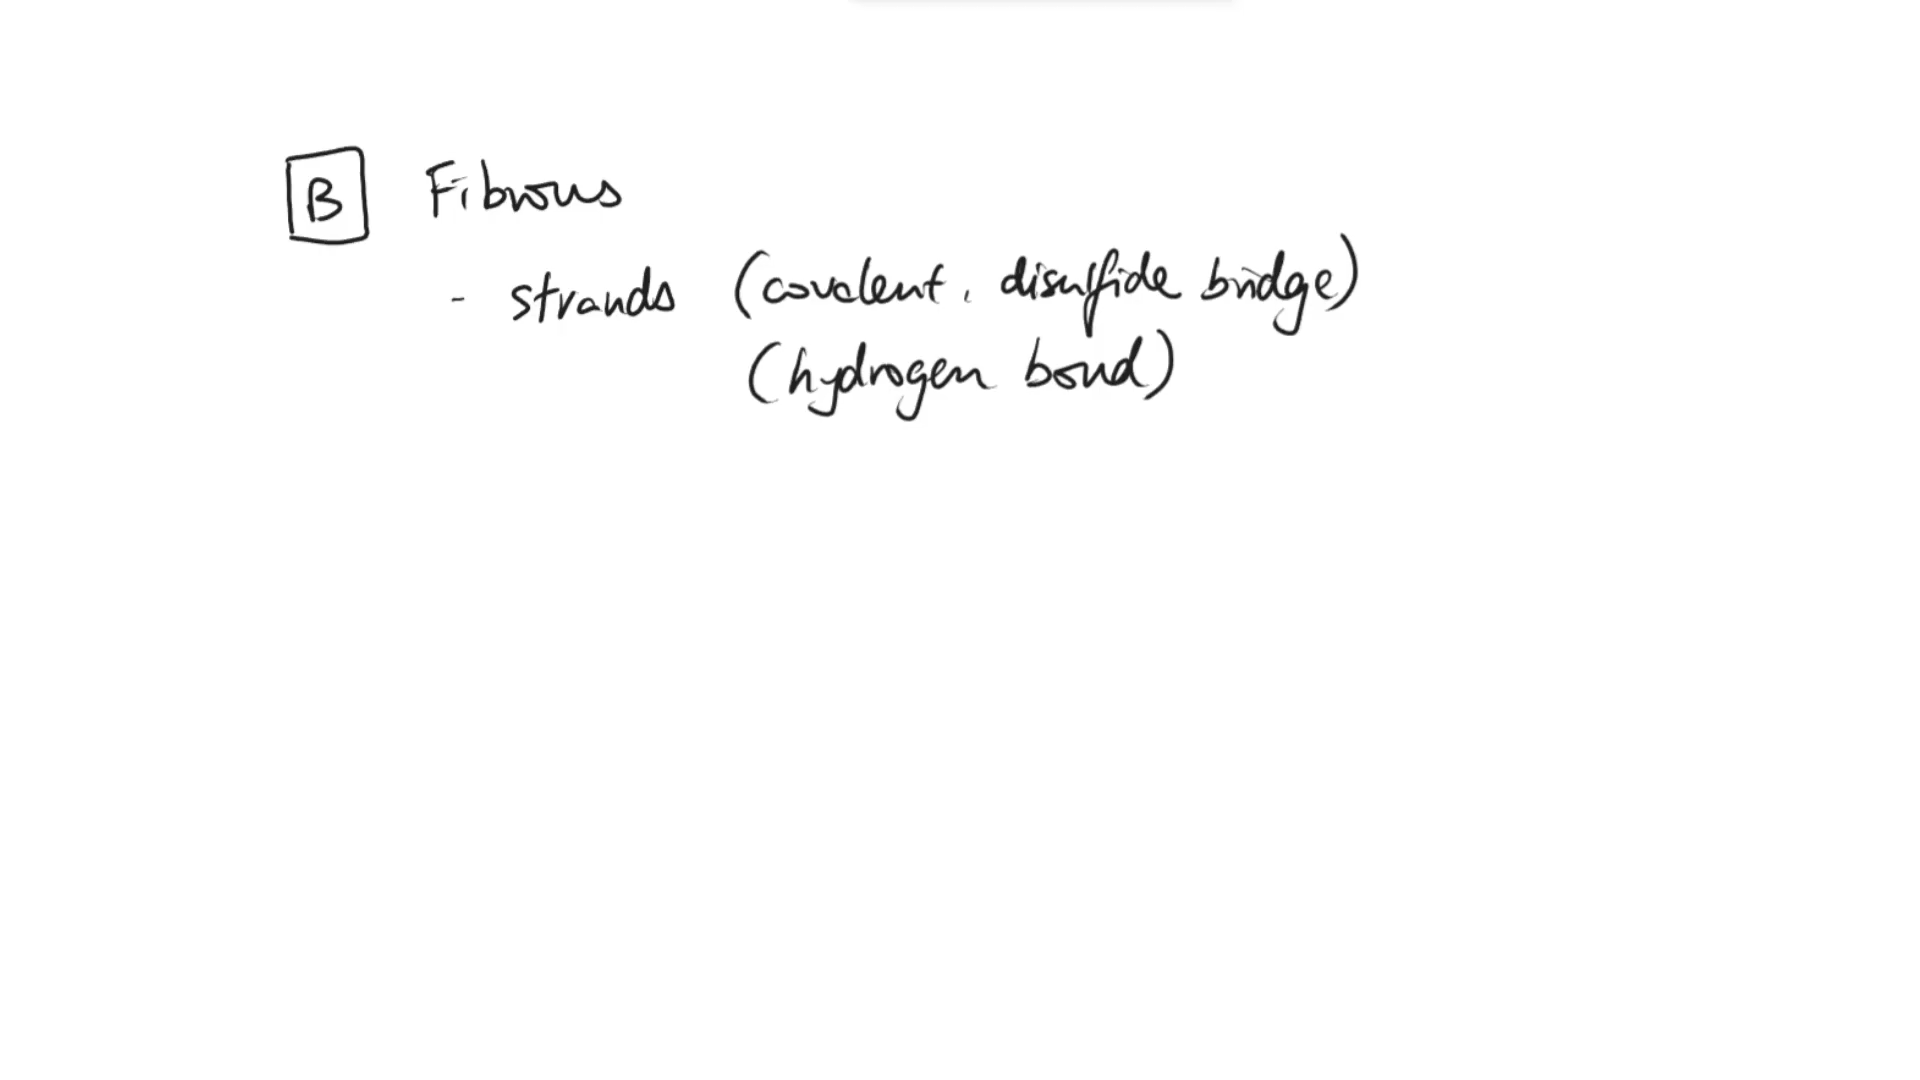 B Fibrous
- strands (covalent, disulfide bridge)
(hydrogen bond)